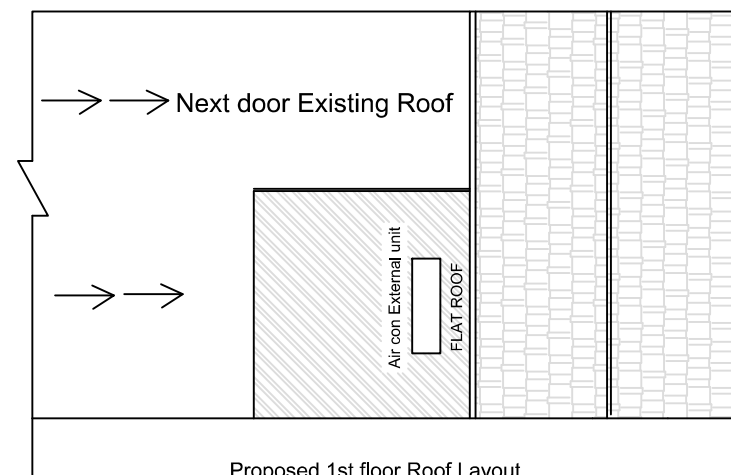 Next door Existing Roof
Air con External unit
FLAT ROOF
Proposed 1st floor Roof Layout